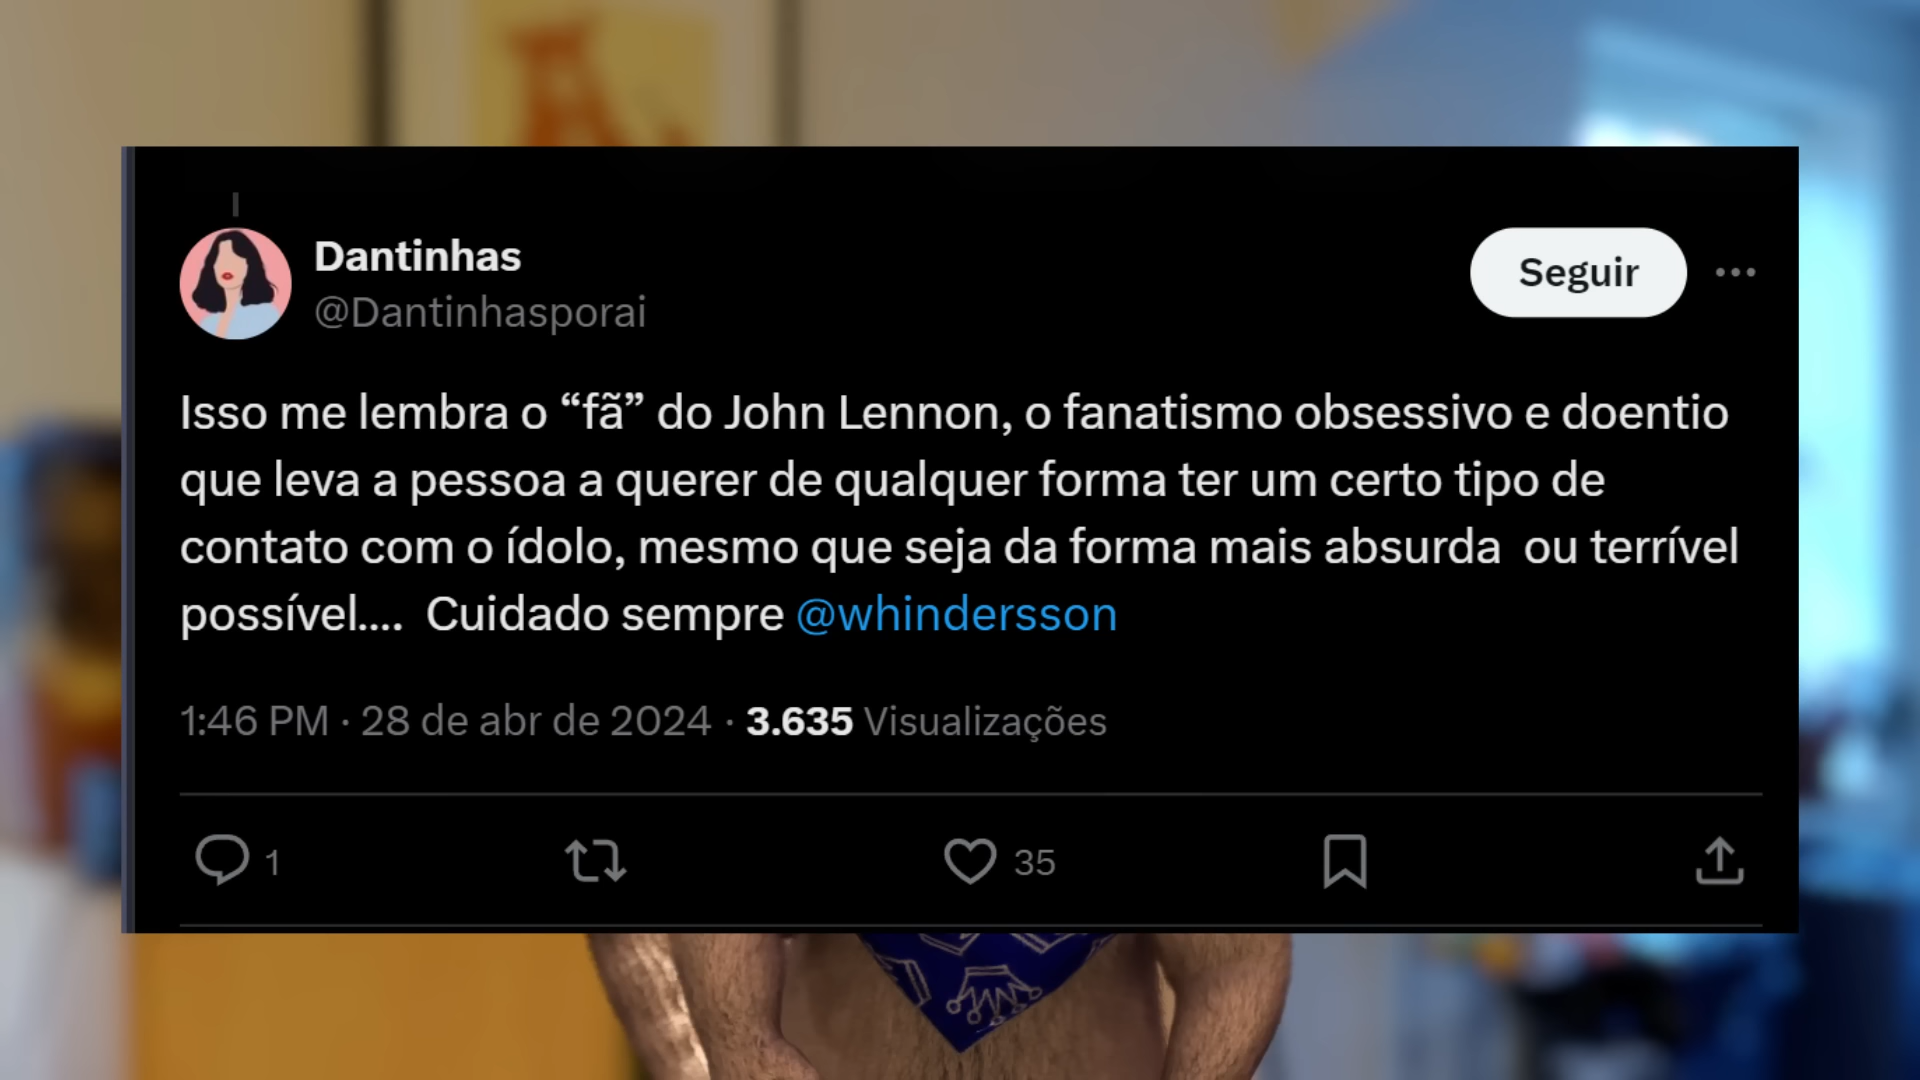 Dantinhas
@Dantinhasporai
Seguir
Isso me lembra o “fã” do John Lennon, o fanatismo obsessivo e doentio
que leva a pessoa a querer de qualquer forma ter um certo tipo de
contato com o ídolo, mesmo que seja da forma mais absurda  ou terrível
possível....  Cuidado sempre @whindersson
1:46 PM · 28 de abr de 2024 · 3.635 Visualizações
1
35